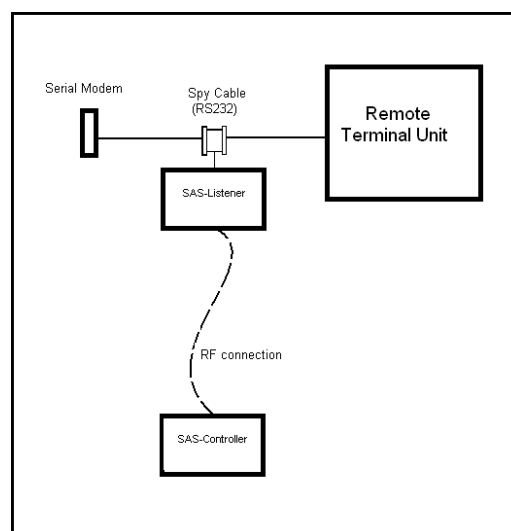 Serial Modem
Spy Cable
(RS232)
Remote
Terminal Unit
SAS-Listener
RF connection
SAS-Controller